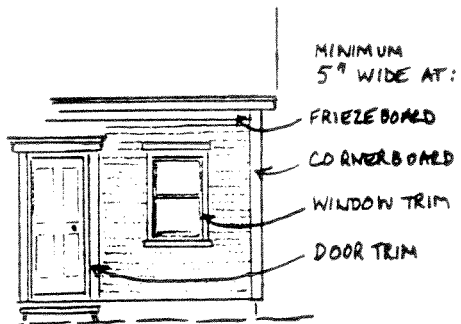 MINIMUM
5" WIDE AT:
FRIEZEBOARD
CORNERBOARD
WINDOW TRIM
DOOR TRIM